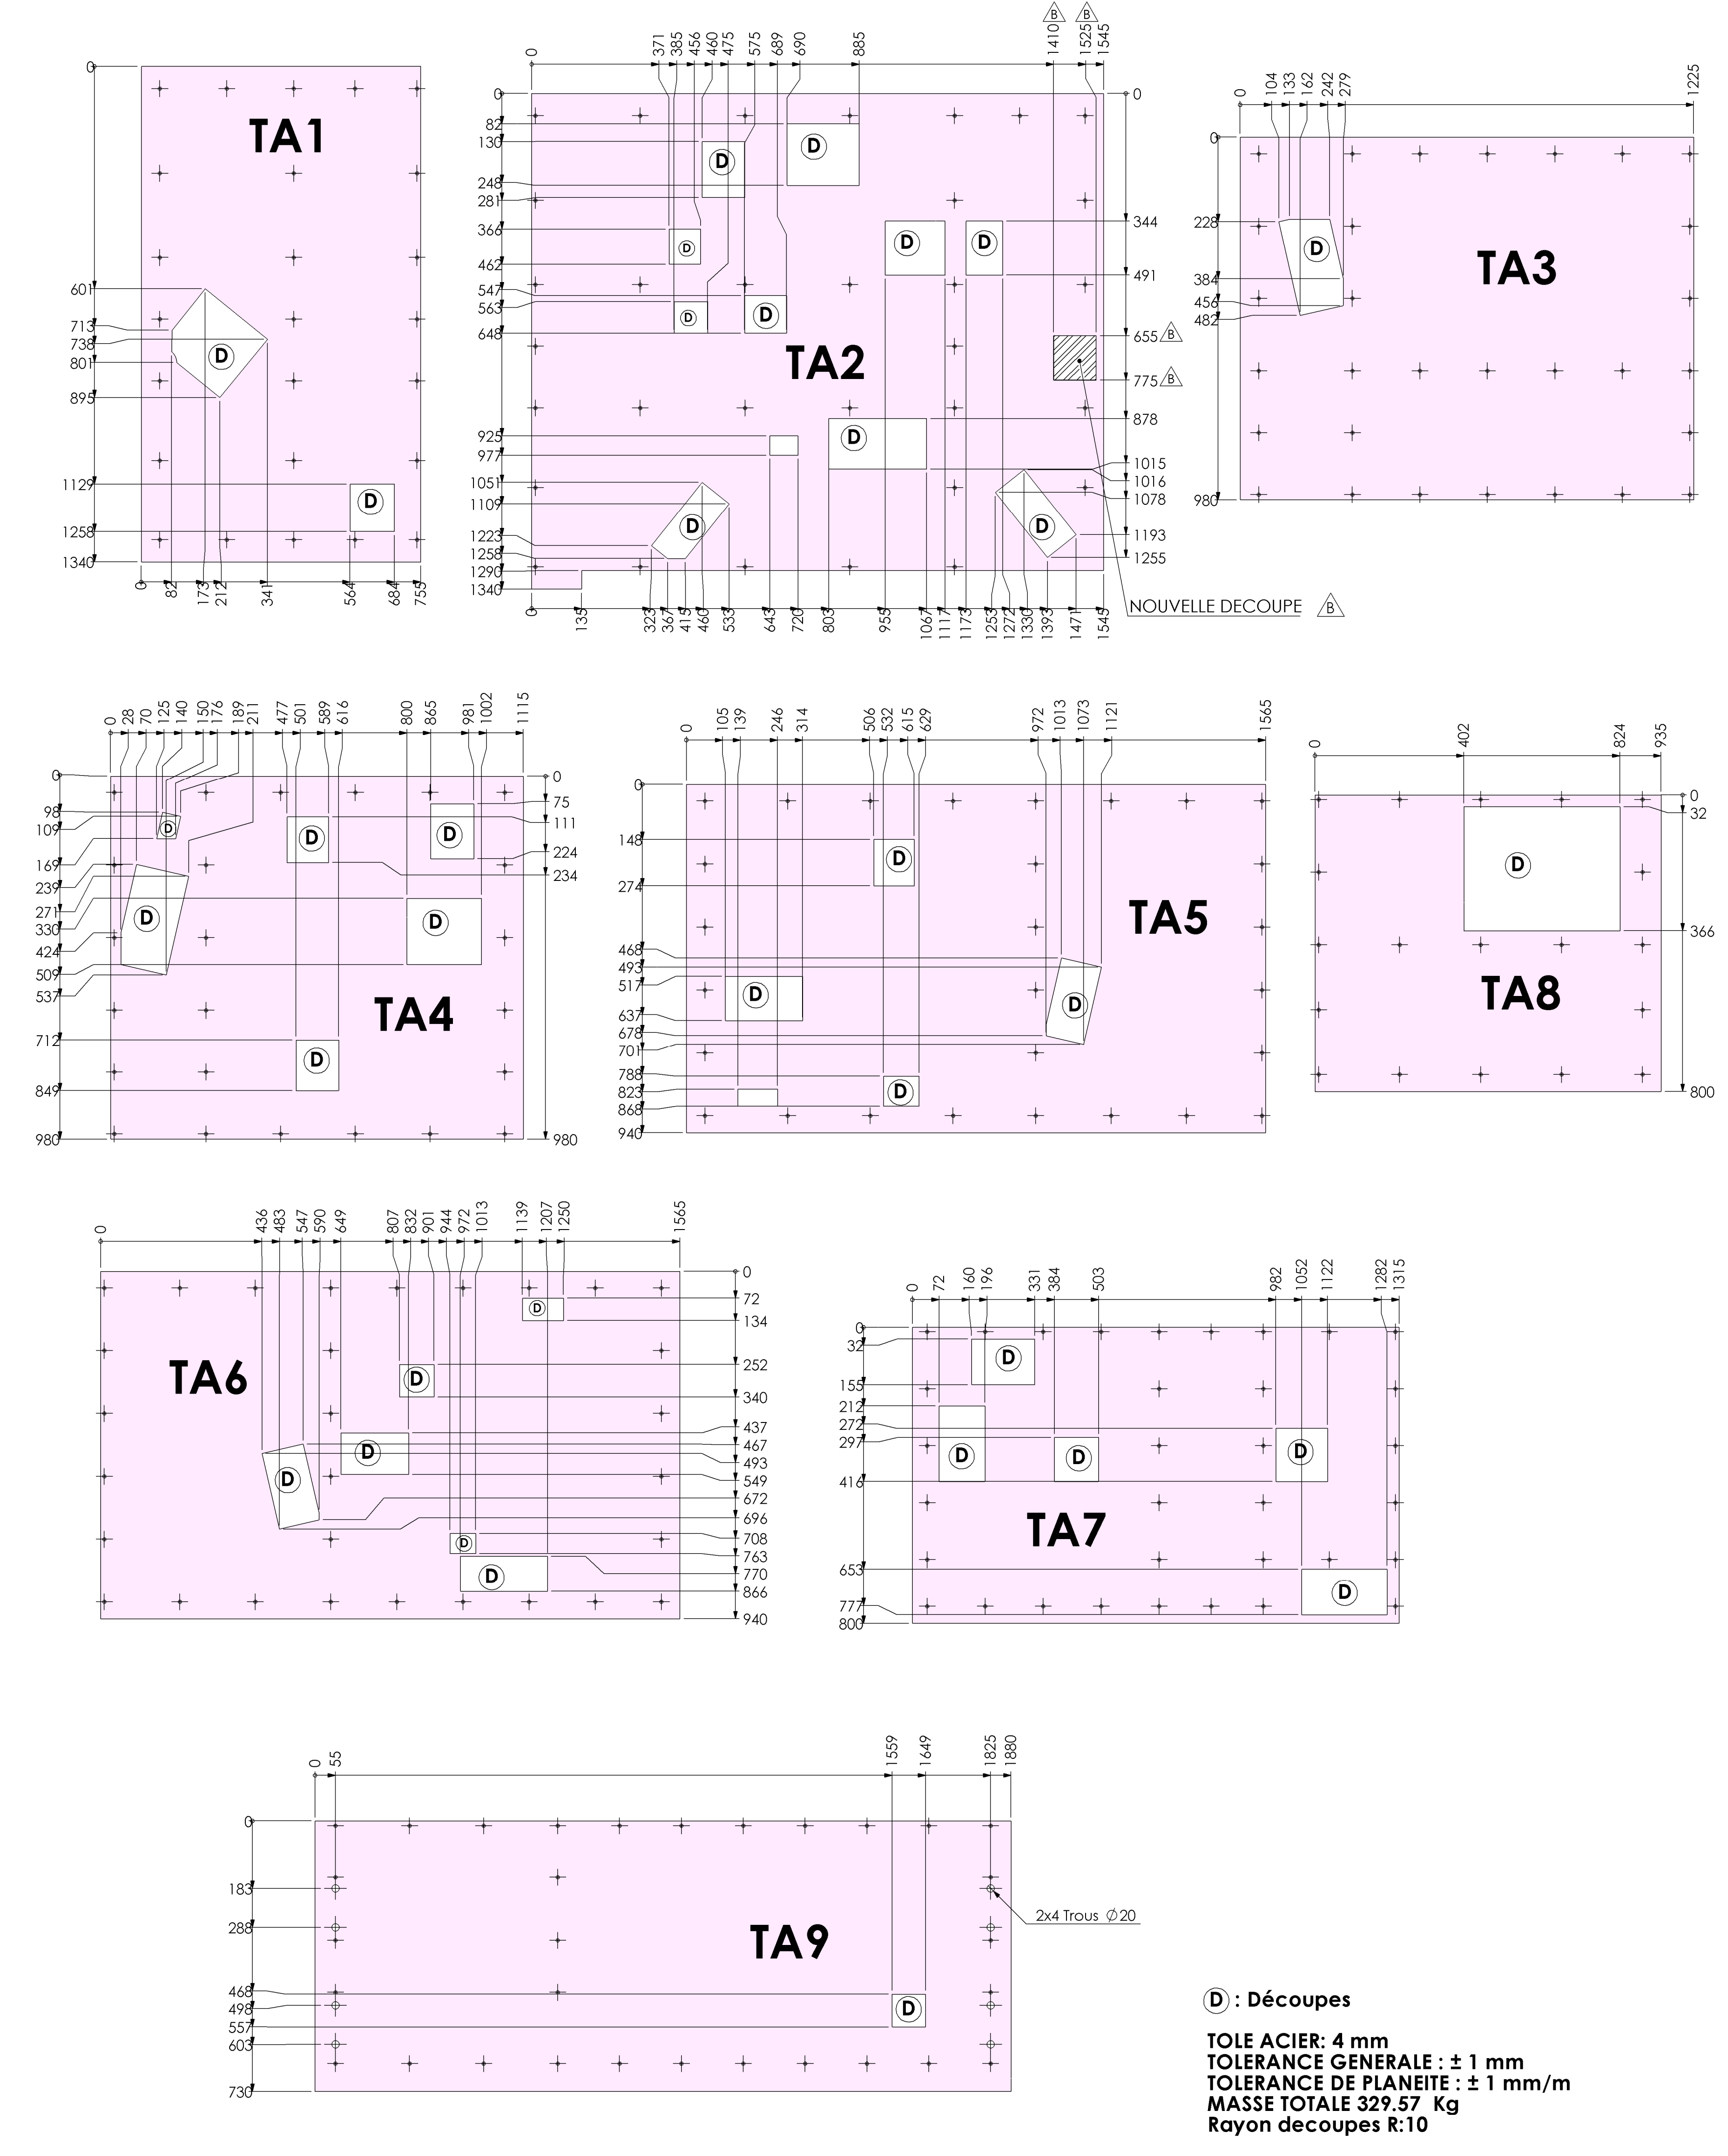 TA1
0
601
713
738
801
895
1129
1258
1340
0 82 173 212 341 564 684 755
TA2
B B
0 371 385 456 460 475 575 689 690 885 1410 1525 1545
0
82
130
248
281
366
462
547
563
648
925
977
1051
1109
1223
1258
1290
1340
0
344
491
655 B
775 B
878
1015
1016
1078
1193
1255
0 135 323 367 415 460 533 643 720 803 955 1067 1117 1173 1253 1272 1330 1393 1471 1545
NOUVELLE DECOUPE B
D D D D D D D D D D D D D
TA3
0 104 133 162 242 279 1225
0
228
384
456
482
980
D
TA4
0 28 70 125 140 150 176 189 211 477 501 589 616 800 865 981 1002 1115
0
98
109
169
239
271
330
424
509
537
712
849
980
0
75
111
224
234
980
D D D D D D
TA5
0 105 139 246 314 506 532 615 629 972 1013 1073 1121 1565
0
148
274
468
493
517
637
678
701
788
823
868
940
D D D D
TA8
0 402 824 935
0
32
366
800
D
TA6
0 436 483 547 590 649 807 832 901 944 972 1013 1139 1207 1250 1565
0
72
134
252
340
437
467
493
549
672
696
708
763
770
866
940
D D D D D D
TA7
0 72 160 196 331 384 503 982 1052 1122 1282 1315
0
32
155
212
272
297
416
653
777
800
D D D D D
TA9
0 55 1559 1649 1825 1880
0
183
288
468
498
557
603
730
2x4 Trous Ø20
D
D : Découpes
TOLE ACIER: 4 mm
TOLERANCE GENERALE : ± 1 mm
TOLERANCE DE PLANEITE : ± 1 mm/m
MASSE TOTALE 329.57 Kg
Rayon decoupes R:10